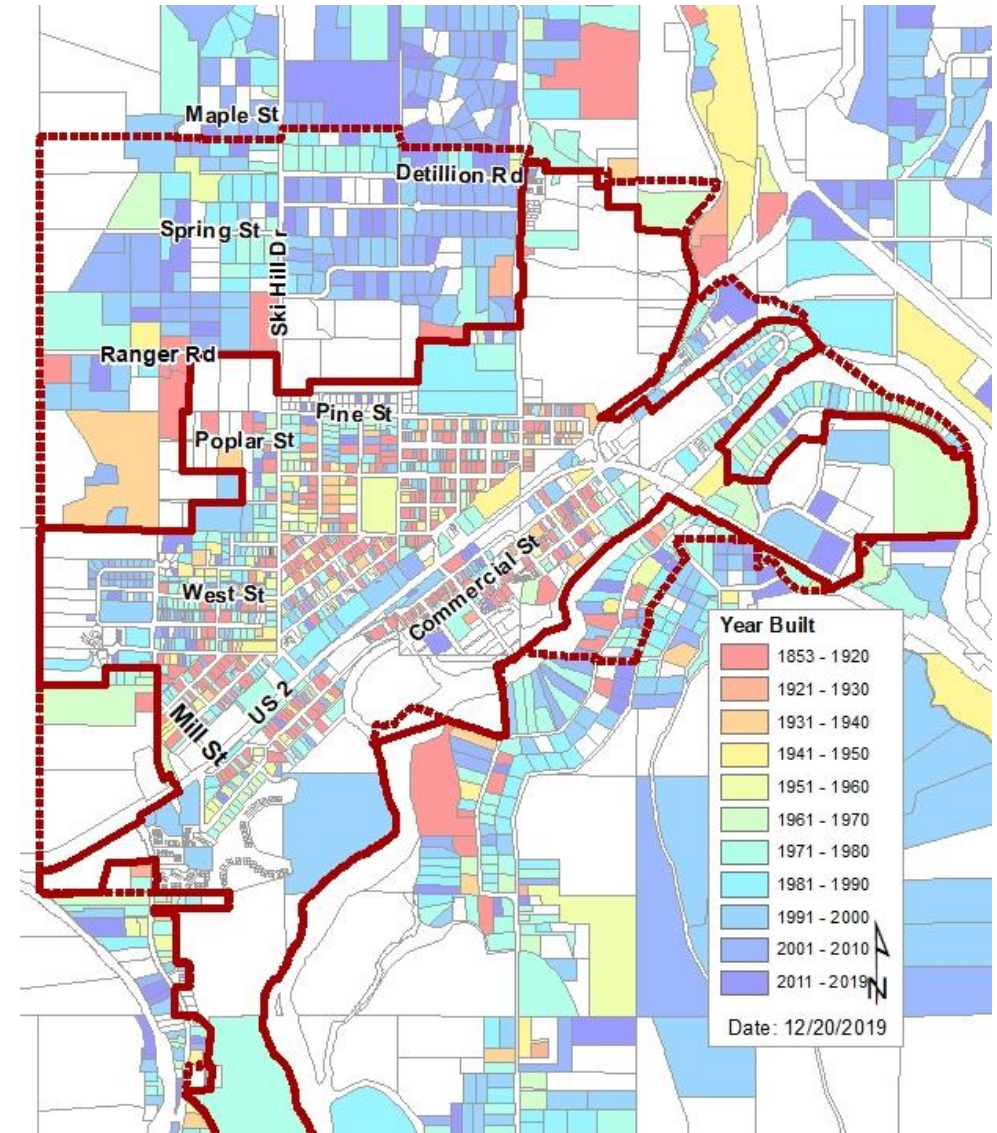 Maple St
Detillion Rd
Spring St
Ski Hill Dr
Ranger Rd
Pine St
Poplar St
West St
Commercial St
US 2
Mill St
Year Built
1853 - 1920
1921 - 1930
1931 - 1940
1941 - 1950
1951 - 1960
1961 - 1970
1971 - 1980
1981 - 1990
1991 - 2000
2001 - 2010
2011 - 2019
N
Date: 12/20/2019